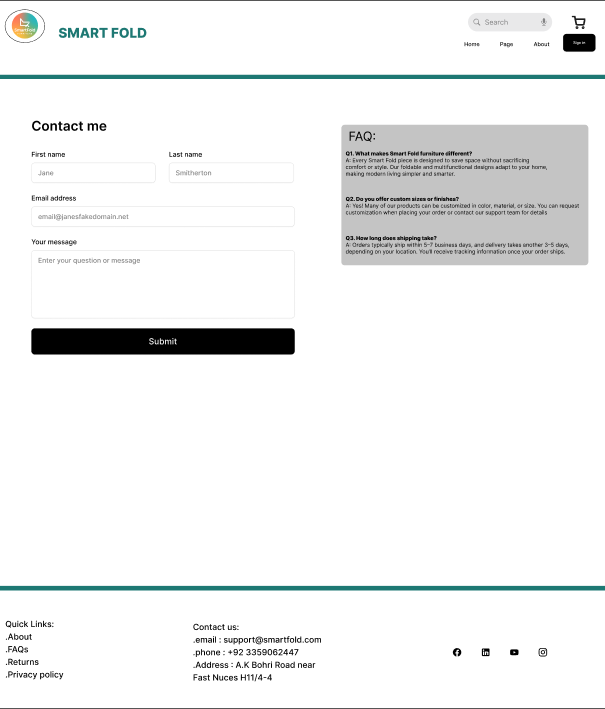 SmartFold
SMART FOLD
Search
Home
Page
About
Sign in
Contact me
First name
Last name
Jane
Smitherton
Email address
email@janesfakedomain.net
Your message
Enter your question or message
Submit
FAQ:
Q1. What makes Smart Fold furniture different?
A: Every Smart Fold piece is designed to save space without sacrificing
comfort or style. Our foldable and multifunctional designs adapt to your home,
making modern living simpler and smarter.
Q2. Do you offer custom sizes or finishes?
A: Yes! Many of our products can be customized in color, material, or size. You can request
customization when placing your order or contact our support team for details
Q3. How long does shipping take?
A: Orders typically ship within 5–7 business days, and delivery takes another 3–5 days,
depending on your location. You'll receive tracking information once your order ships.
Quick Links:
.About
.FAQs
.Returns
.Privacy policy
Contact us:
.email : support@smartfold.com
.phone : +92 3359062447
.Address : A.K Bohri Road near
Fast Nuces H11/4-4